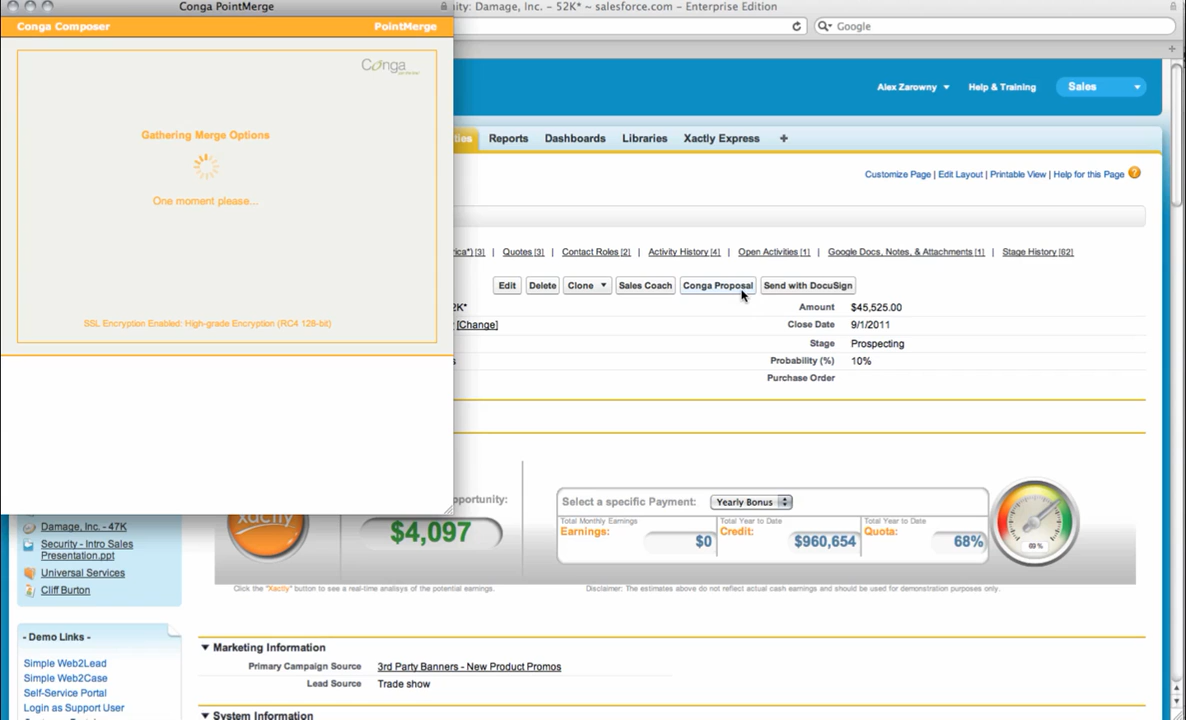 Conga PointMerge
ity: Damage, Inc. - 52K* ~ salesforce.com - Enterprise Edition
Conga Composer PointMerge
Google
Conga
Alex Zarowny Help & Training Sales
Gathering Merge Options
ties Reports Dashboards Libraries Xactly Express +
Customize Page | Edit Layout | Printable View | Help for this Page ?
One moment please...
rica*) [3] | Quotes [3] | Contact Roles [2] | Activity History [4] | Open Activities [1] | Google Docs, Notes, & Attachments [1] | Stage History [62]
Edit Delete Clone Sales Coach Conga Proposal Send with DocuSign
2K* Amount $45,525.00
SSL Encryption Enabled: High-grade Encryption (RC4 128-bit)
[Change] Close Date 9/1/2011
Stage Prospecting
s Probability (%) 10%
Purchase Order
pportunity: Select a specific Payment: Yearly Bonus
xactly $4,097
Total Monthly Earnings Total Year to Date Total Year to Date
Earnings: $0 Credit: $960,654 Quota: 68%
69 %
Damage, Inc. - 47K
Security - Intro Sales
Presentation.ppt
Universal Services
Cliff Burton
Click the "Xactly" button to see a real-time analisys of the potential earnings. Disclaimer: The estimates above do not reflect actual cash earnings and should be used for demonstration purposes only.
- Demo Links -
Simple Web2Lead
Simple Web2Case
Self-Service Portal
Login as Support User
Marketing Information
Primary Campaign Source 3rd Party Banners - New Product Promos
Lead Source Trade show
System Information